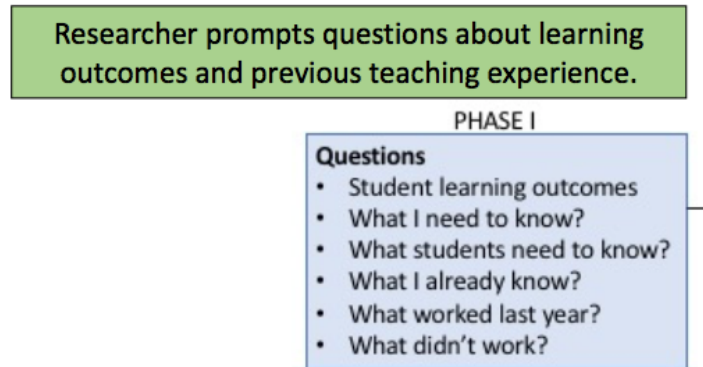 Researcher prompts questions about learning
outcomes and previous teaching experience.
PHASE I
Questions
• Student learning outcomes
• What I need to know?
• What students need to know?
• What I already know?
• What worked last year?
• What didn't work?